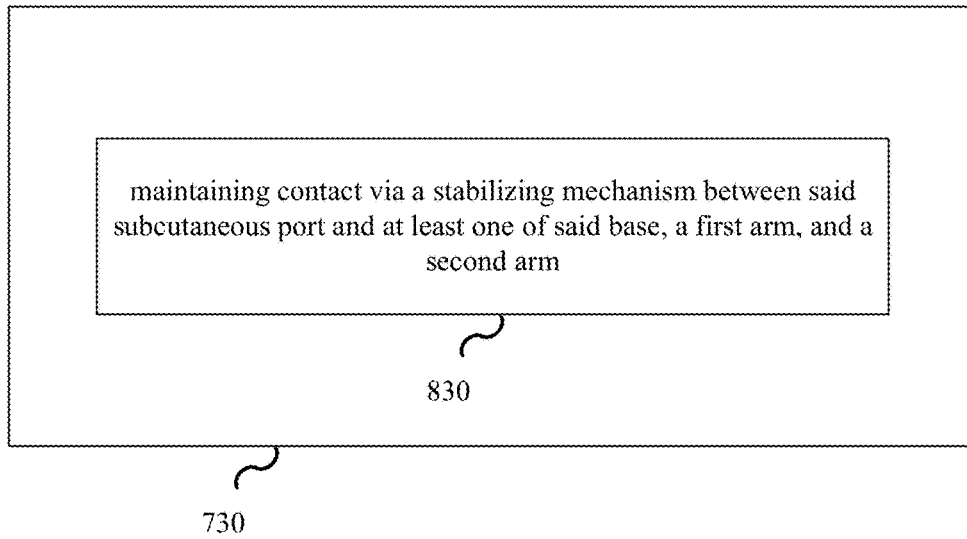 maintaining contact via a stabilizing mechanism between said
subcutaneous port and at least one of said base, a first arm, and a
second arm
830
730